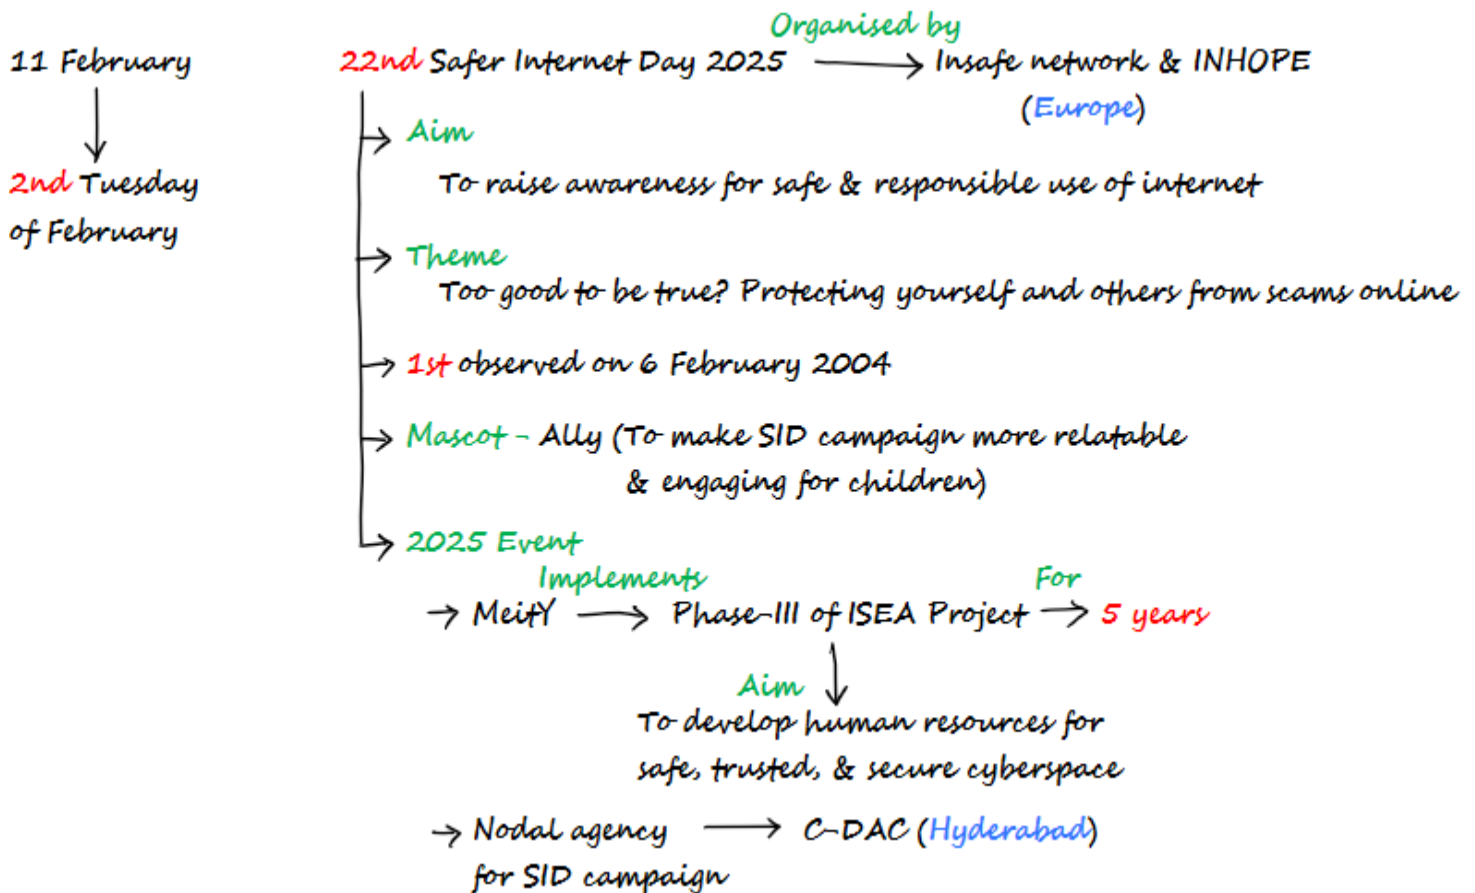 Organised by
11 February
22nd Safer Internet Day 2025
Insafe network & INHOPE
(Europe)
2nd Tuesday
of February
Aim
To raise awareness for safe & responsible use of internet
Theme
Too good to be true? Protecting yourself and others from scams online
1st observed on 6 February 2004
Mascot - Ally (To make SID campaign more relatable
& engaging for children)
2025 Event
Implements
For
MeitY
Phase-III of ISEA Project
5 years
Aim
To develop human resources for
safe, trusted, & secure cyberspace
Nodal agency
for SID campaign
C-DAC (Hyderabad)